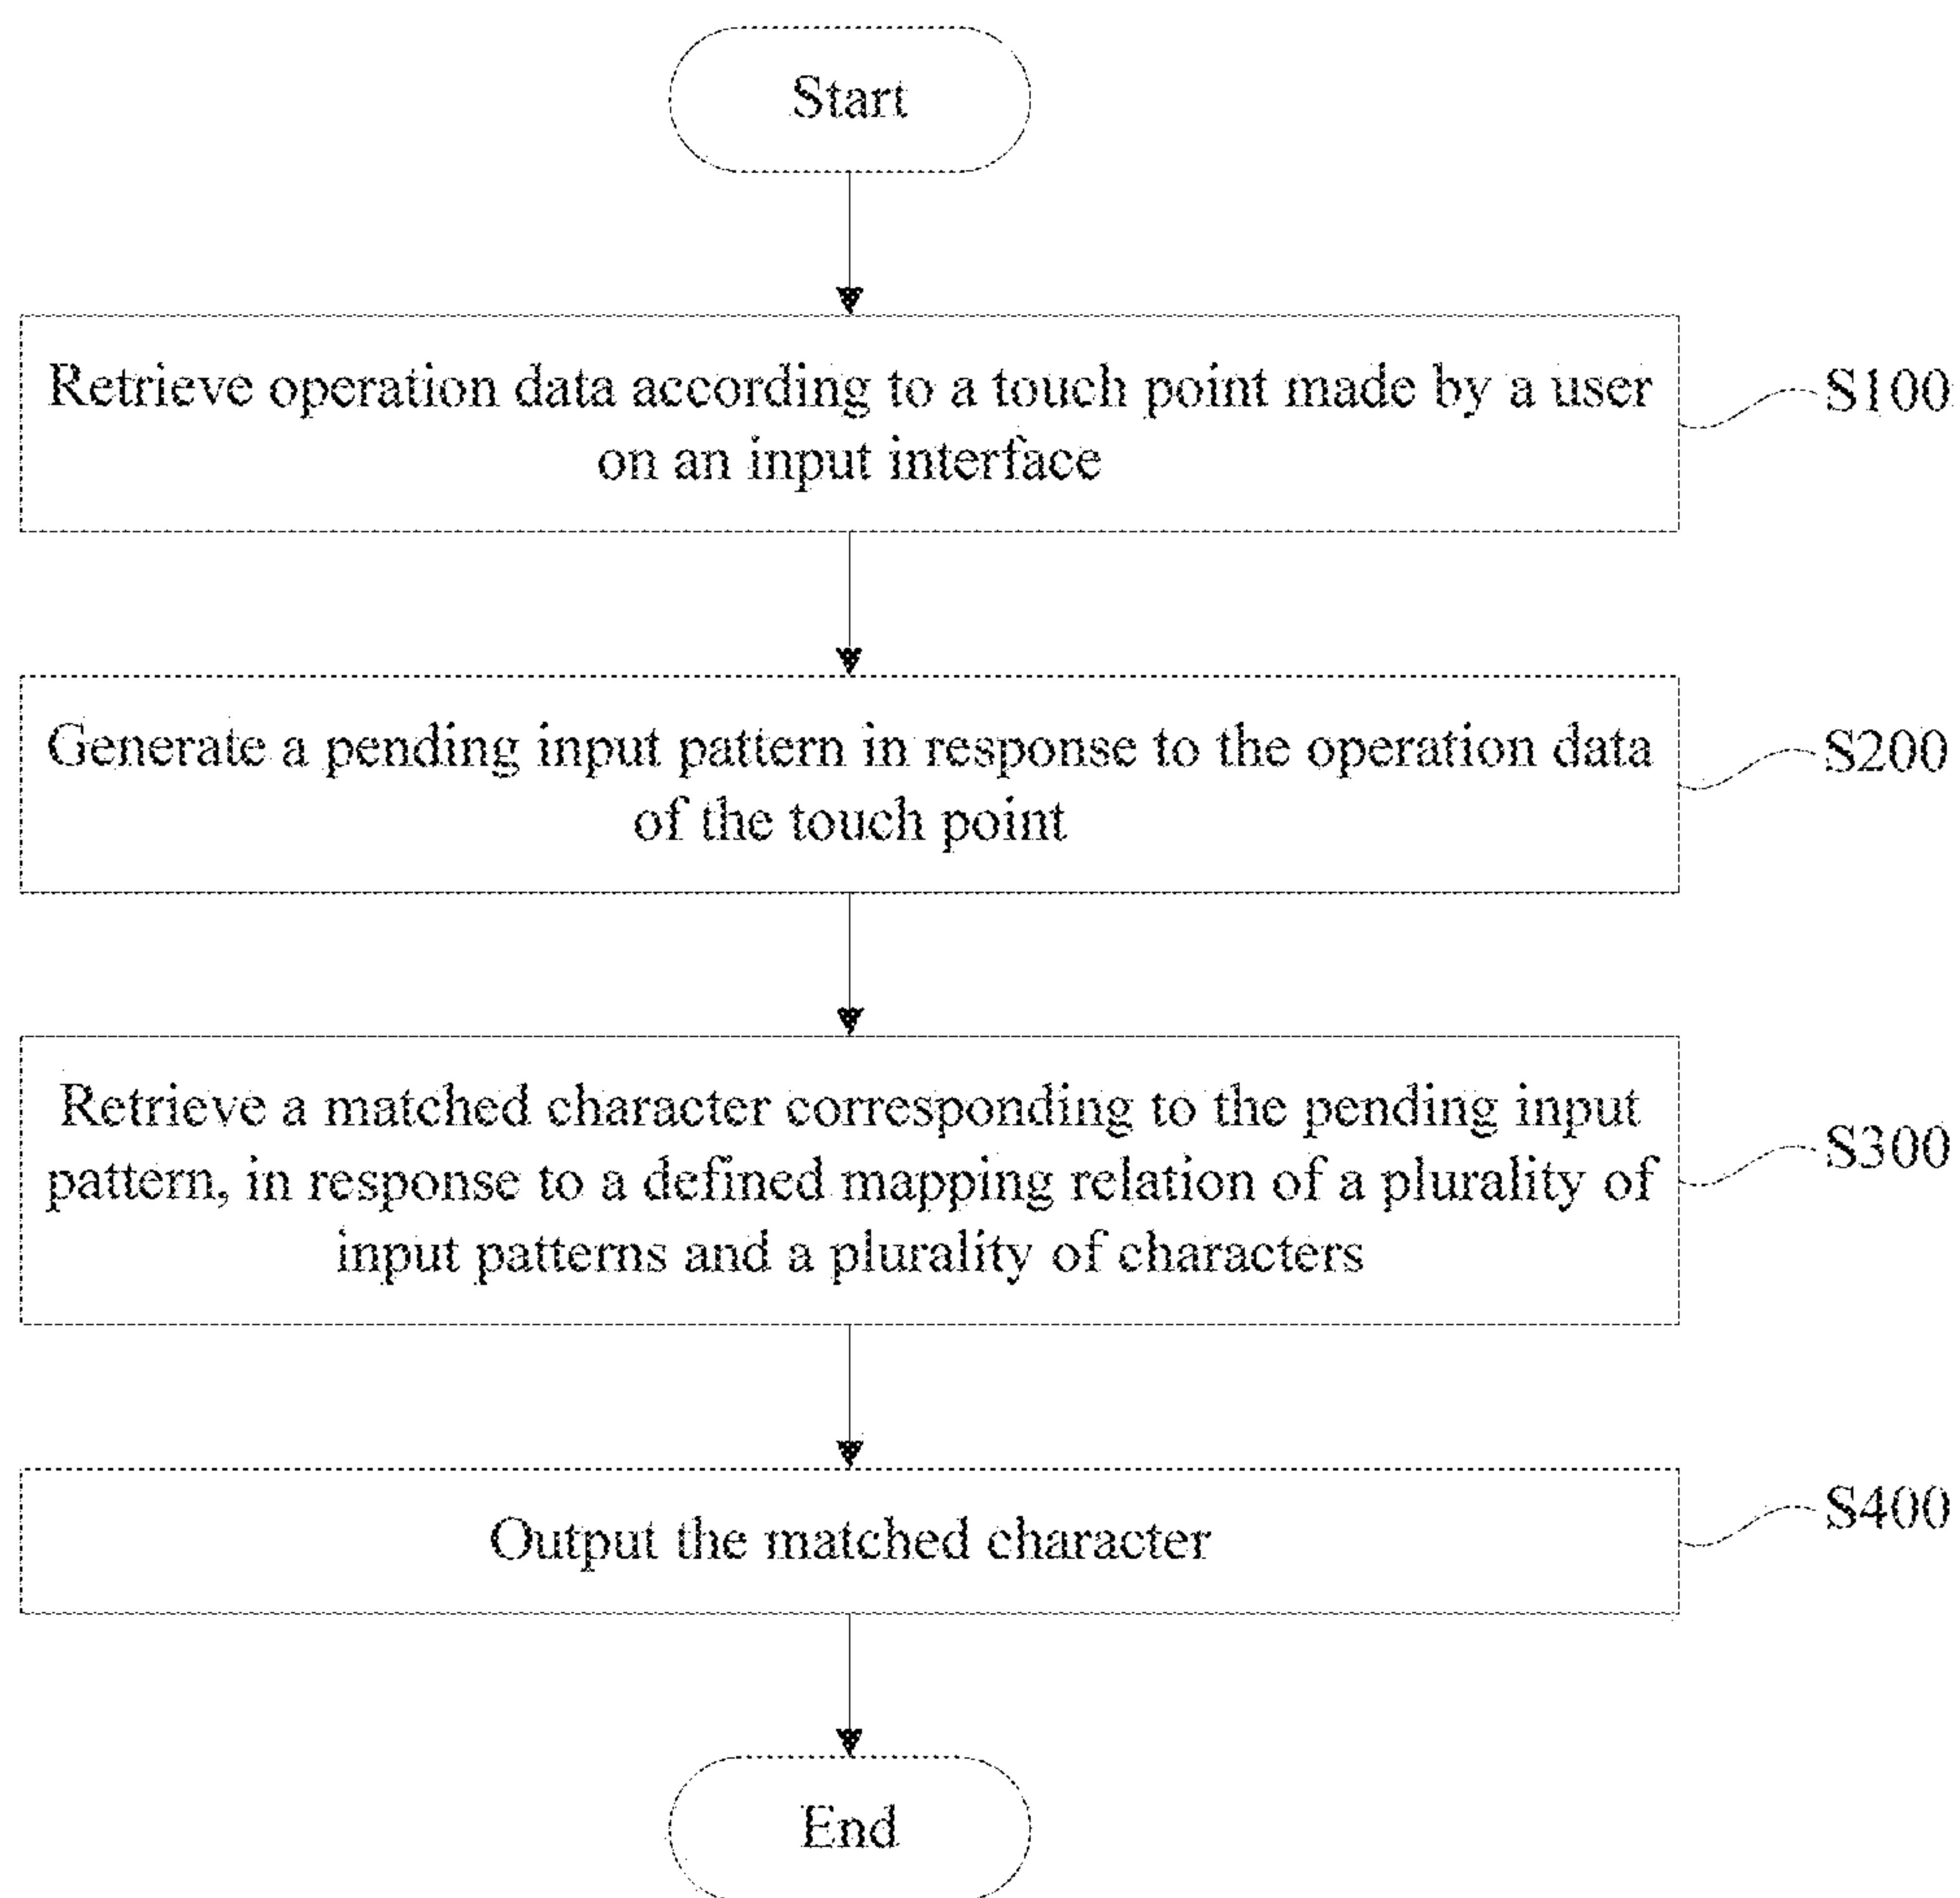 Start
Retrieve operation data according to a touch point made by a user
on an input interface
S100
Generate a pending input pattern in response to the operation data
of the touch point
S200
Retrieve a matched character corresponding to the pending input
pattern, in response to a defined mapping relation of a plurality of
input patterns and a plurality of characters
S300
Output the matched character
S400
End